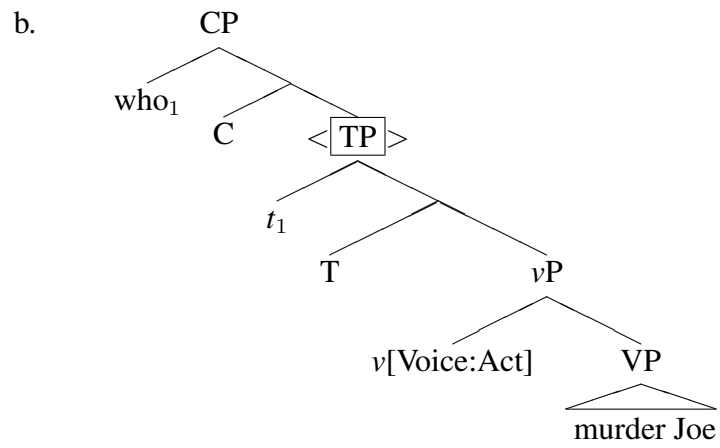 b. CP
who₁
C < TP >
t₁
T vP
v[Voice:Act] VP
murder Joe